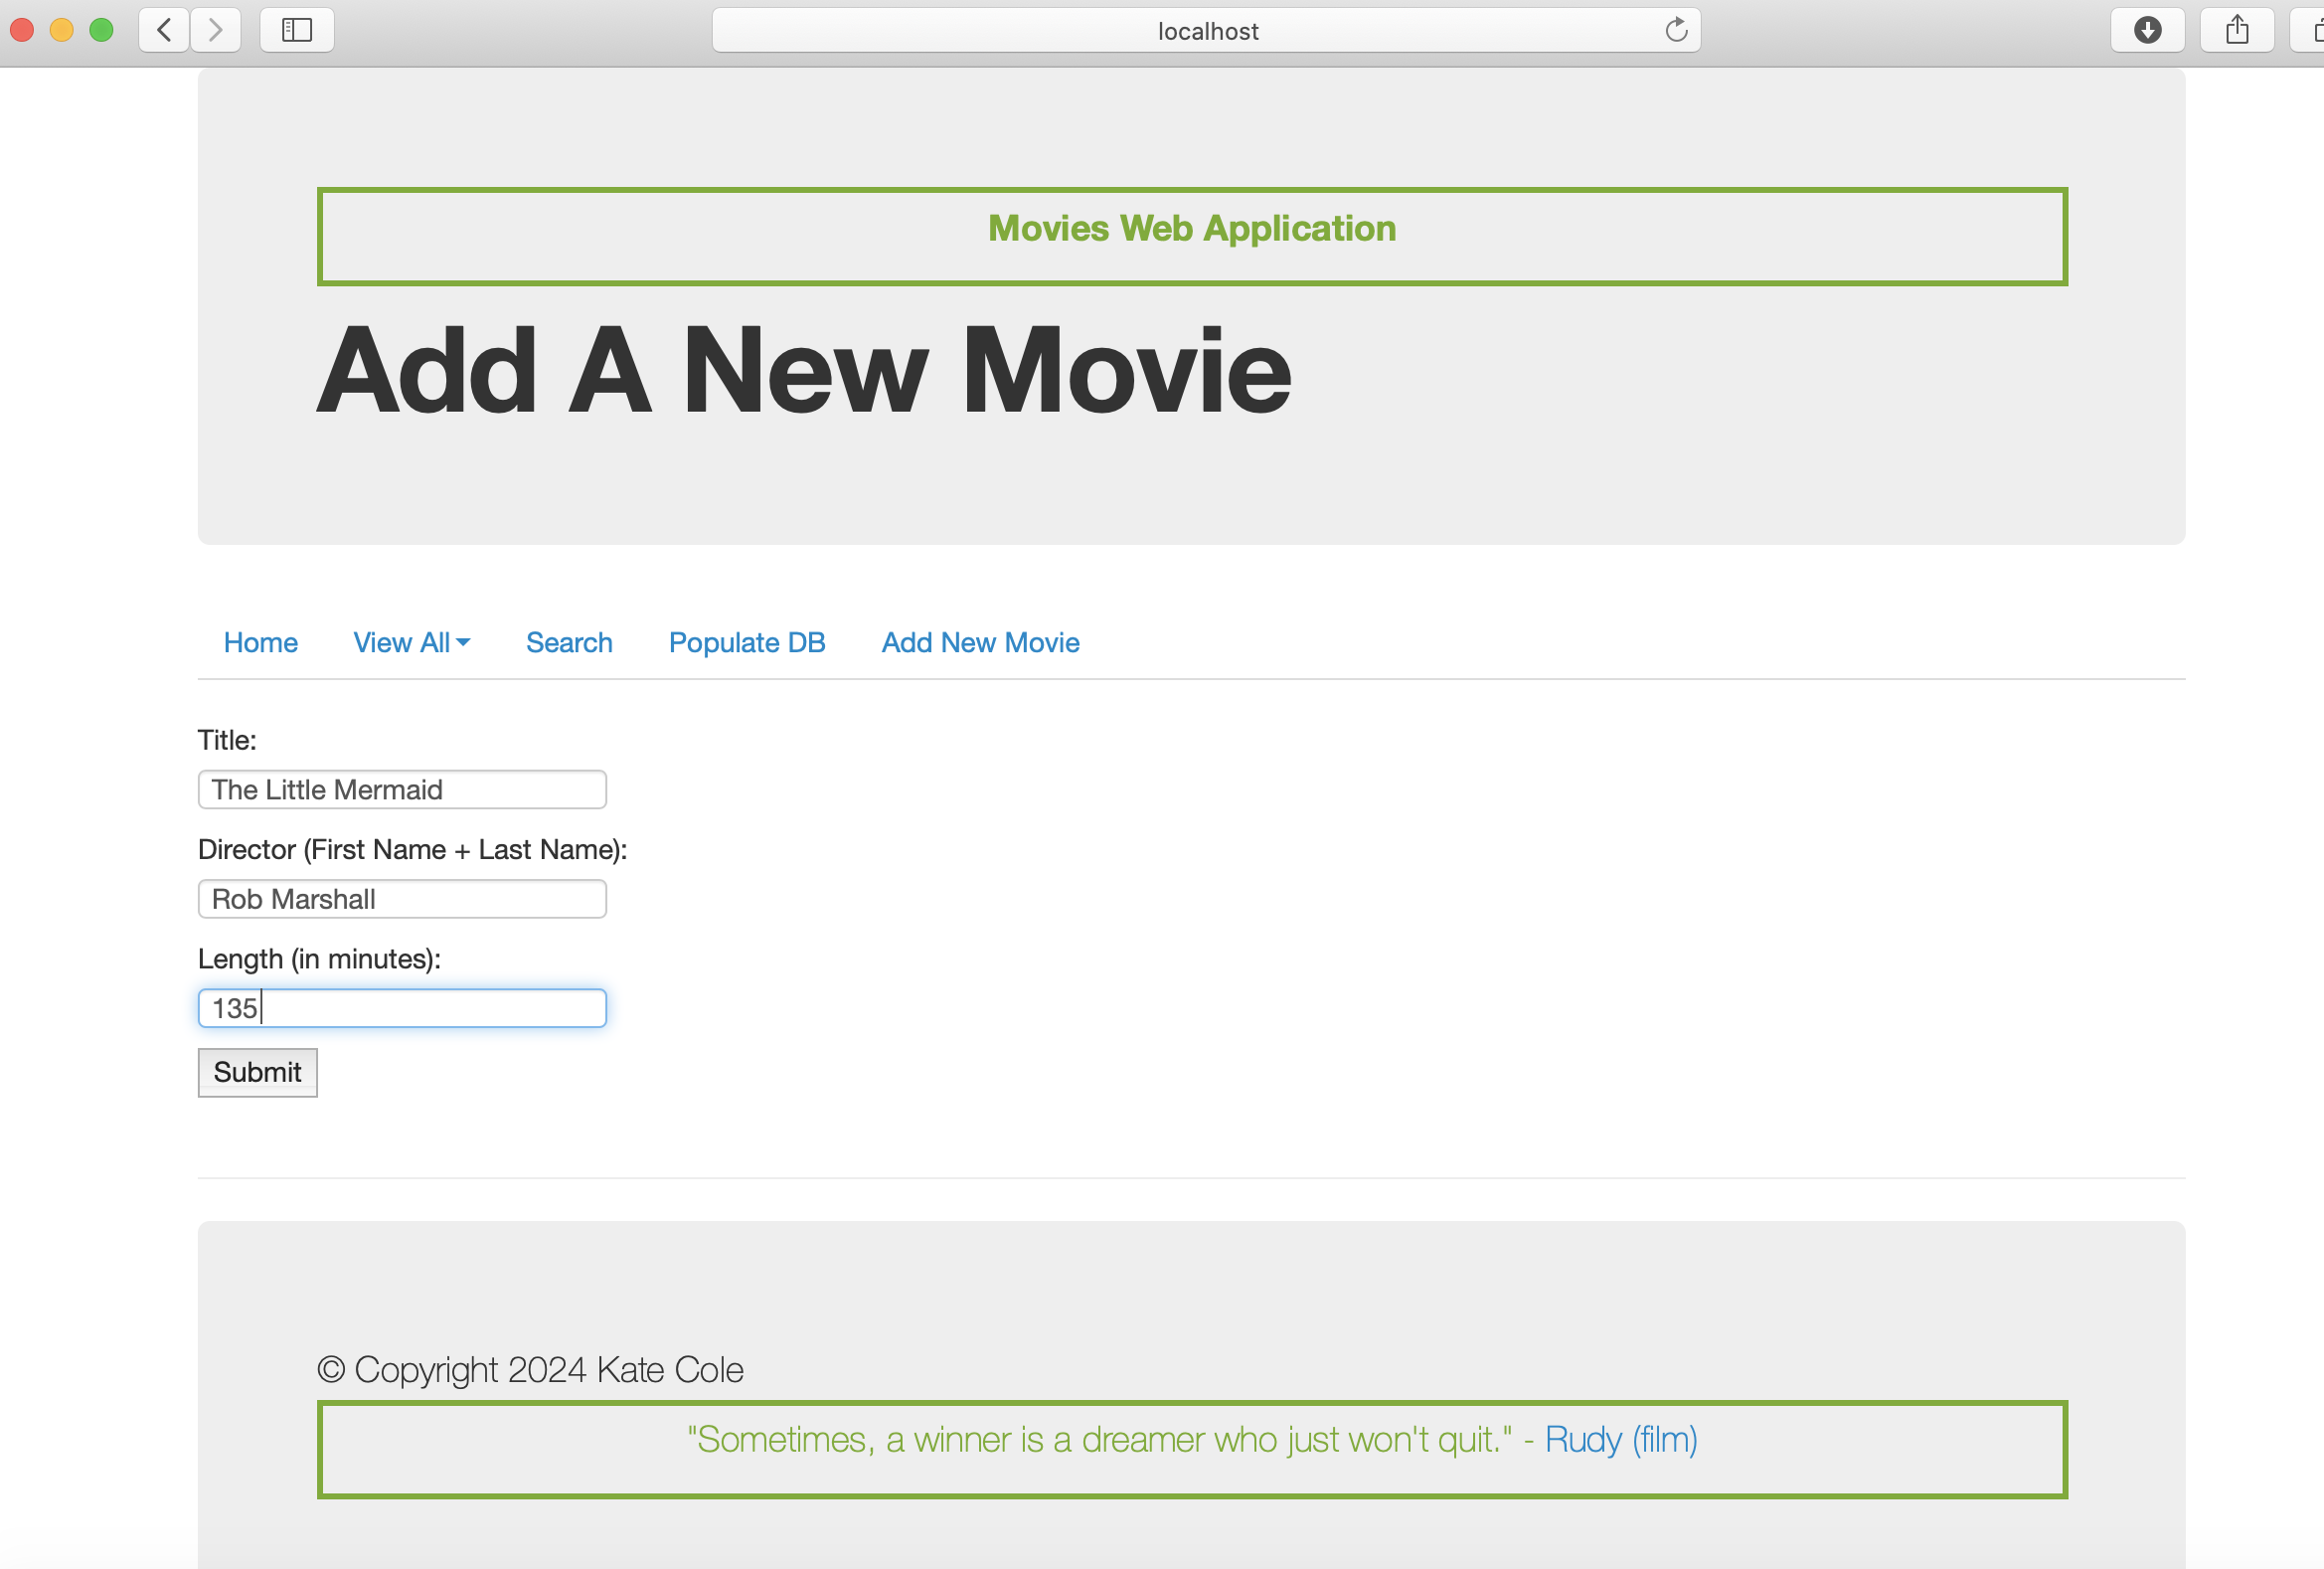 localhost
Movies Web Application
Add A New Movie
Home View All Search Populate DB Add New Movie
Title:
The Little Mermaid
Director (First Name + Last Name):
Rob Marshall
Length (in minutes):
135
Submit
© Copyright 2024 Kate Cole
"Sometimes, a winner is a dreamer who just won't quit." - Rudy (film)